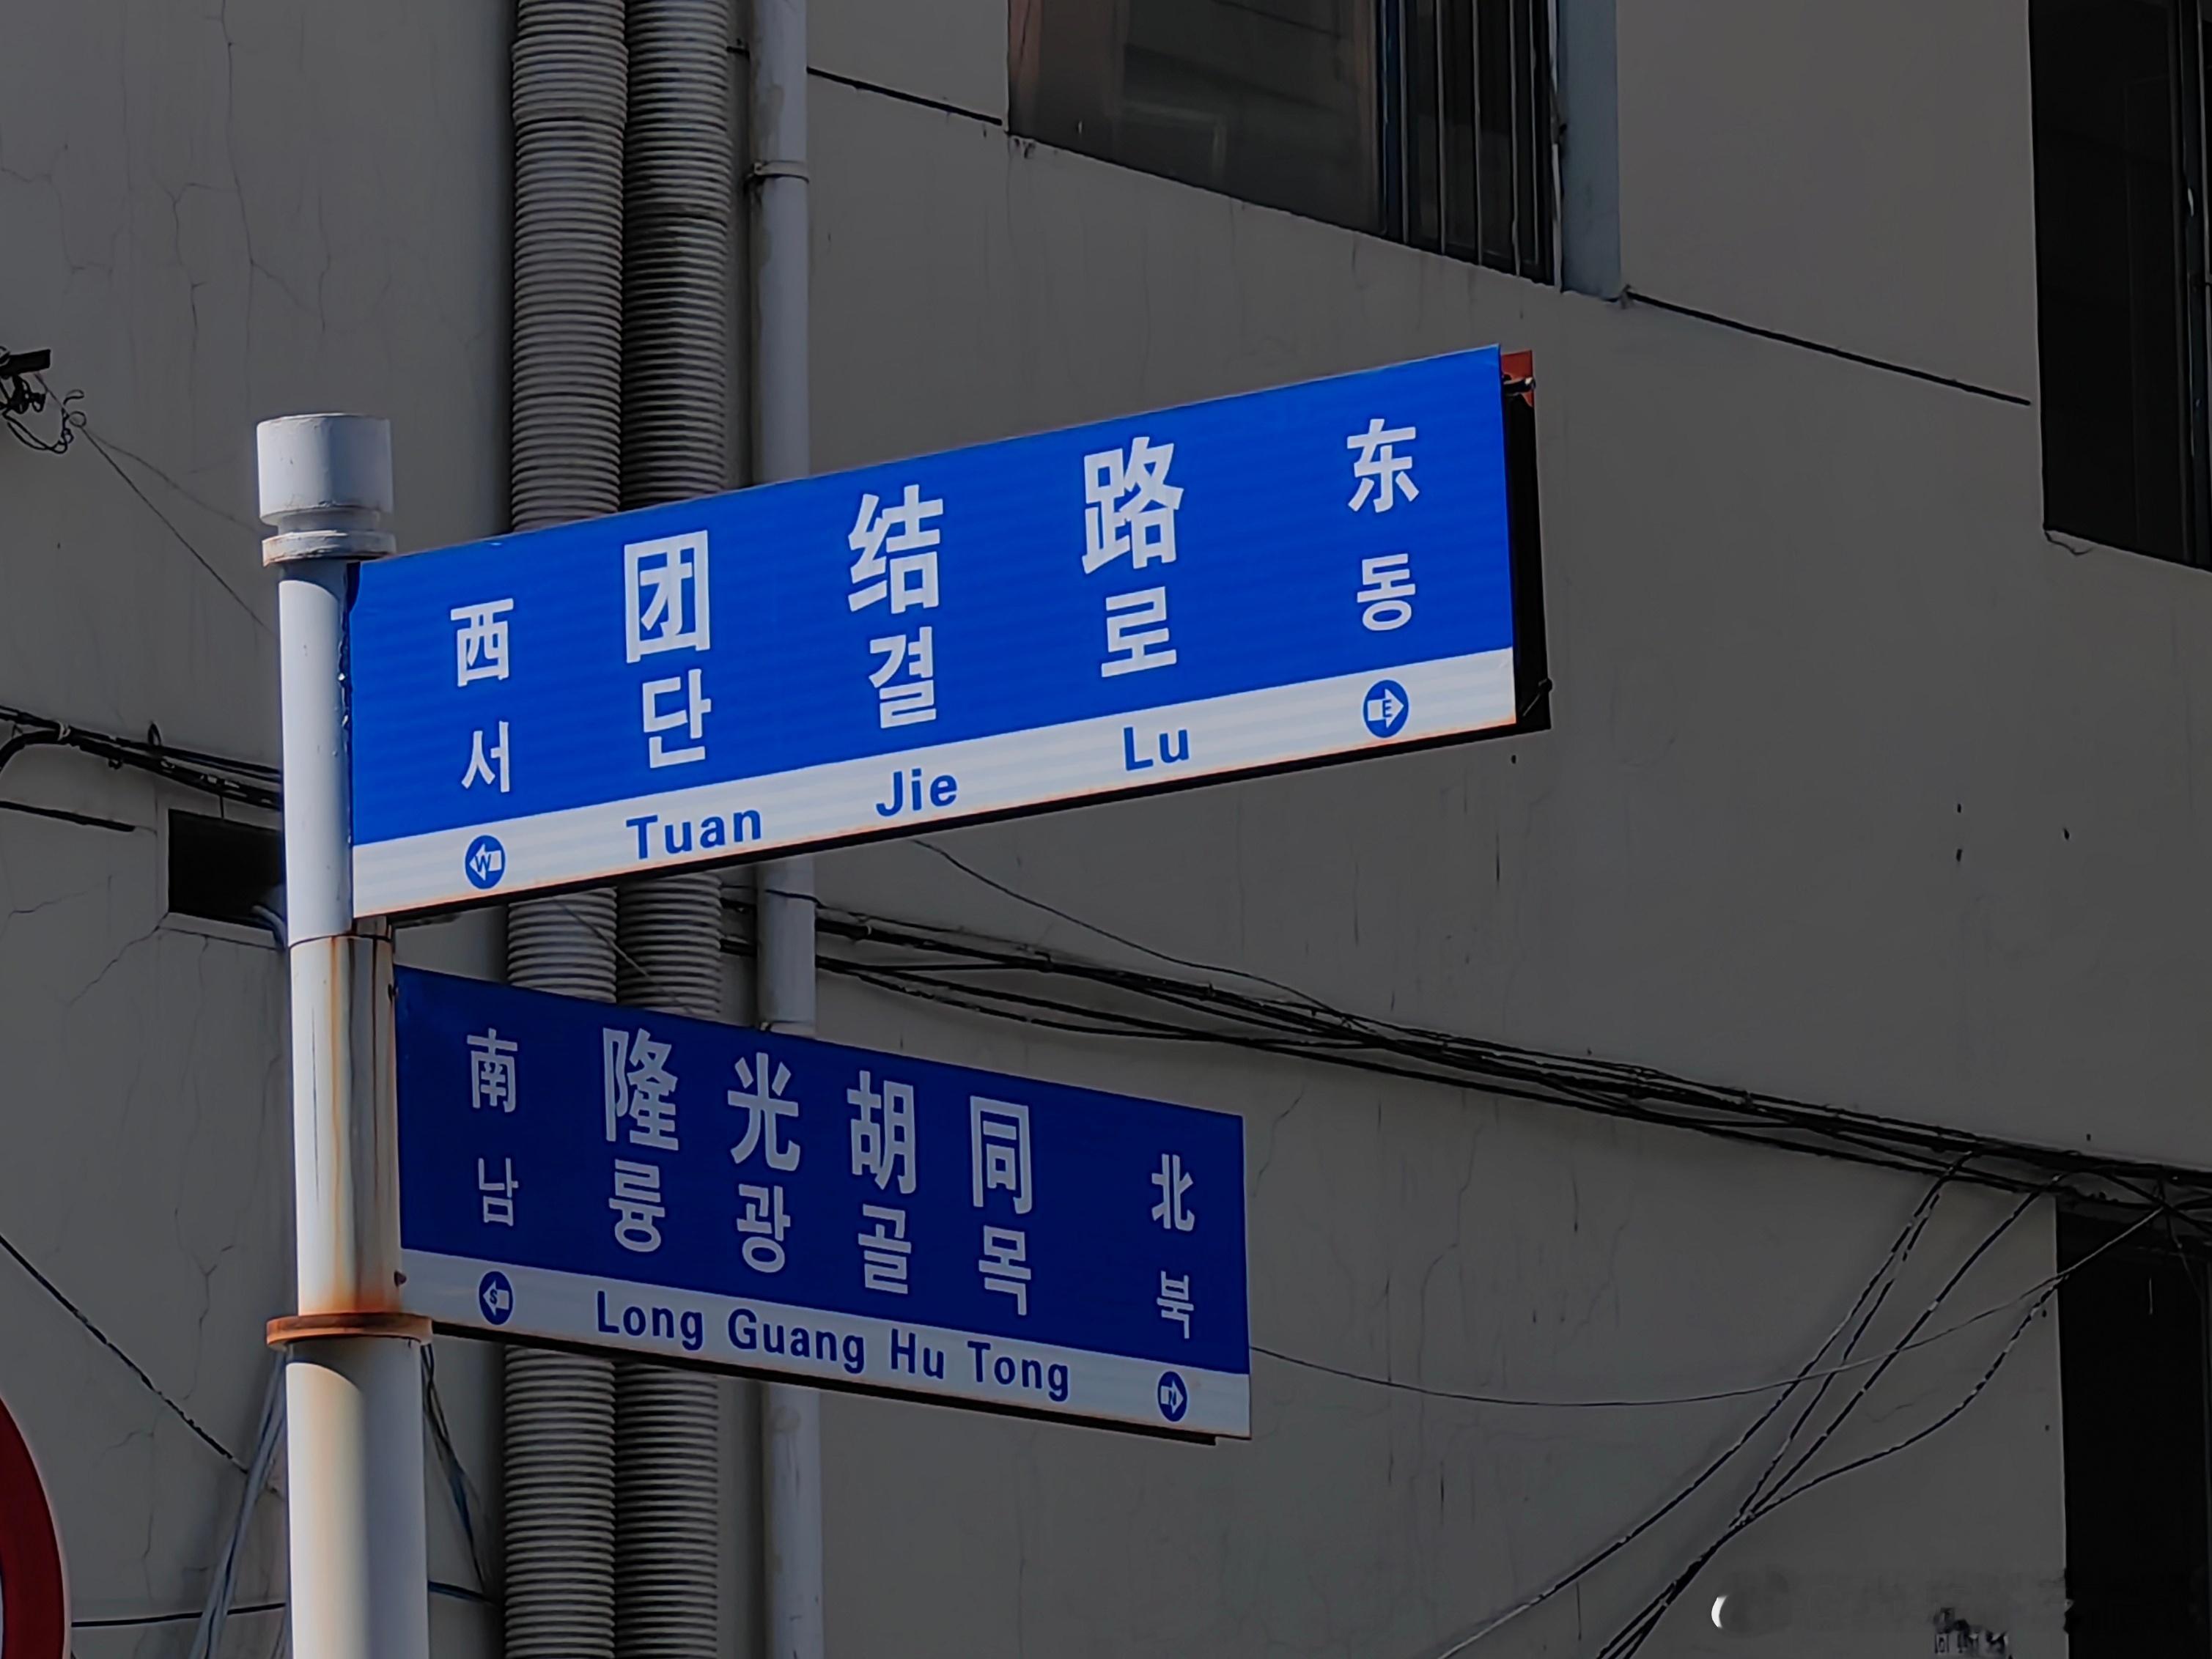 西 团 结 路 东
서 단 결 로 동
W Tuan Jie Lu E
南 隆 光 胡 同 北
남 륭 광 골 목 북
S Long Guang Hu Tong N